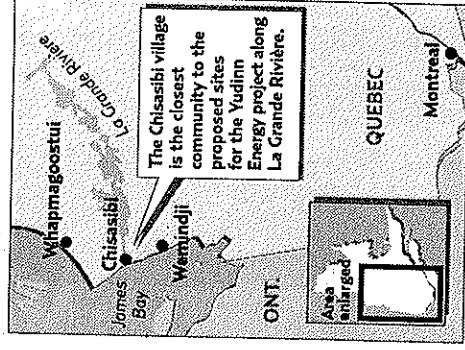 Whapmagoostui
La Grande Rivière
Chisasibi
James
Bay
Wemundji
The Chisasibi village
is the closest
community to the
proposed sites
for the Yudinn
Energy project along
La Grande Rivière.
ONT.
QUEBEC
Montreal
Area
enlarged